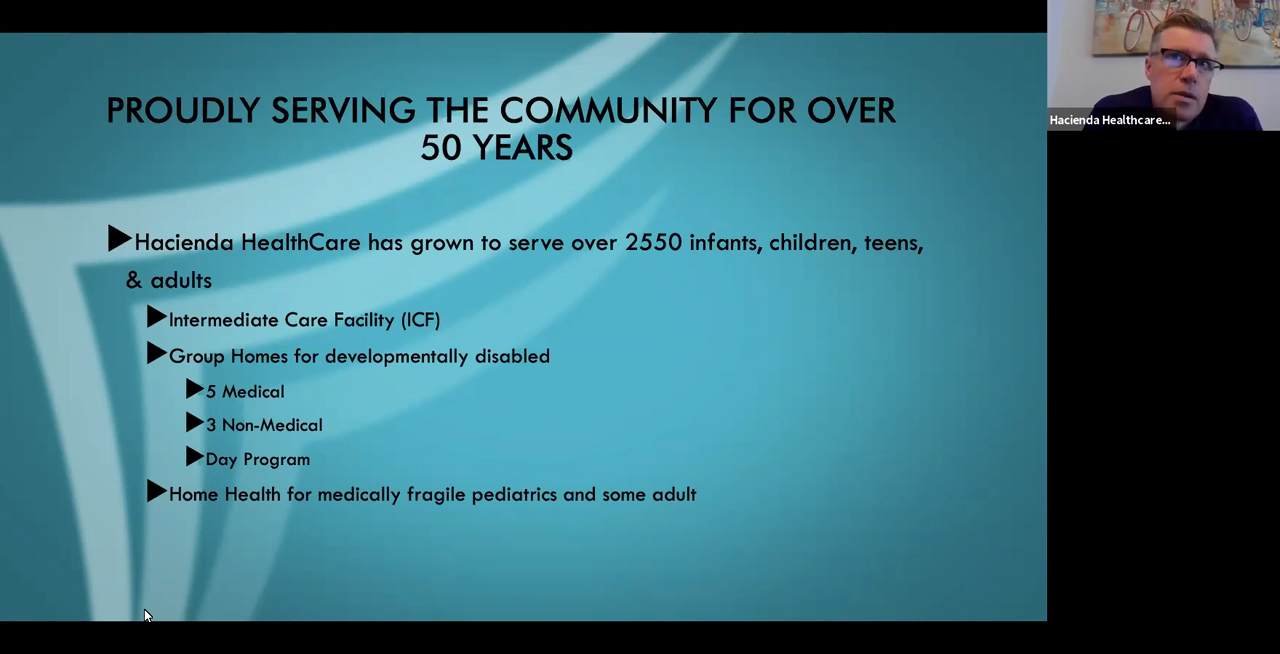 PROUDLY SERVING THE COMMUNITY FOR OVER
50 YEARS
Hacienda HealthCare has grown to serve over 2550 infants, children, teens,
& adults
Intermediate Care Facility (ICF)
Group Homes for developmentally disabled
5 Medical
3 Non-Medical
Day Program
Home Health for medically fragile pediatrics and some adult
Hacienda Healthcare...